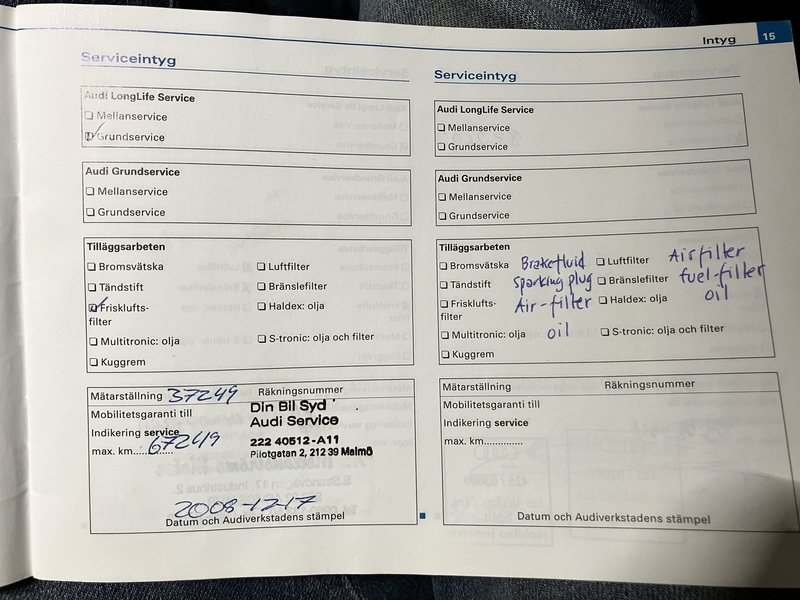 Intyg 15
Serviceintyg
Audi LongLife Service
Mellanservice
Grundservice
Audi Grundservice
Mellanservice
Grundservice
Tilläggsarbeten
Bromsvätska Luftfilter
Tändstift Bränslefilter
Frisklufts- Haldex: olja
filter
Multitronic: olja S-tronic: olja och filter
Kuggrem
Mätarställning 37249 Räkningsnummer
Mobilitetsgaranti till Din Bil Syd
Audi Service
Indikering service
222 40512-A11
max. km......67249
Pilotgatan 2, 212 39 Malmö
2008-12-17
Datum och Audiverkstadens stämpel
Serviceintyg
Audi LongLife Service
Mellanservice
Grundservice
Audi Grundservice
Mellanservice
Grundservice
Tilläggsarbeten
Bromsvätska Brakefluid Luftfilter Airfilter
Tändstift Sparking plug Bränslefilter fuel-filter
Frisklufts- Air-filter Haldex: olja oil
filter
Multitronic: olja oil S-tronic: olja och filter
Kuggrem
Mätarställning Räkningsnummer
Mobilitetsgaranti till
Indikering service
max. km..............
Datum och Audiverkstadens stämpel